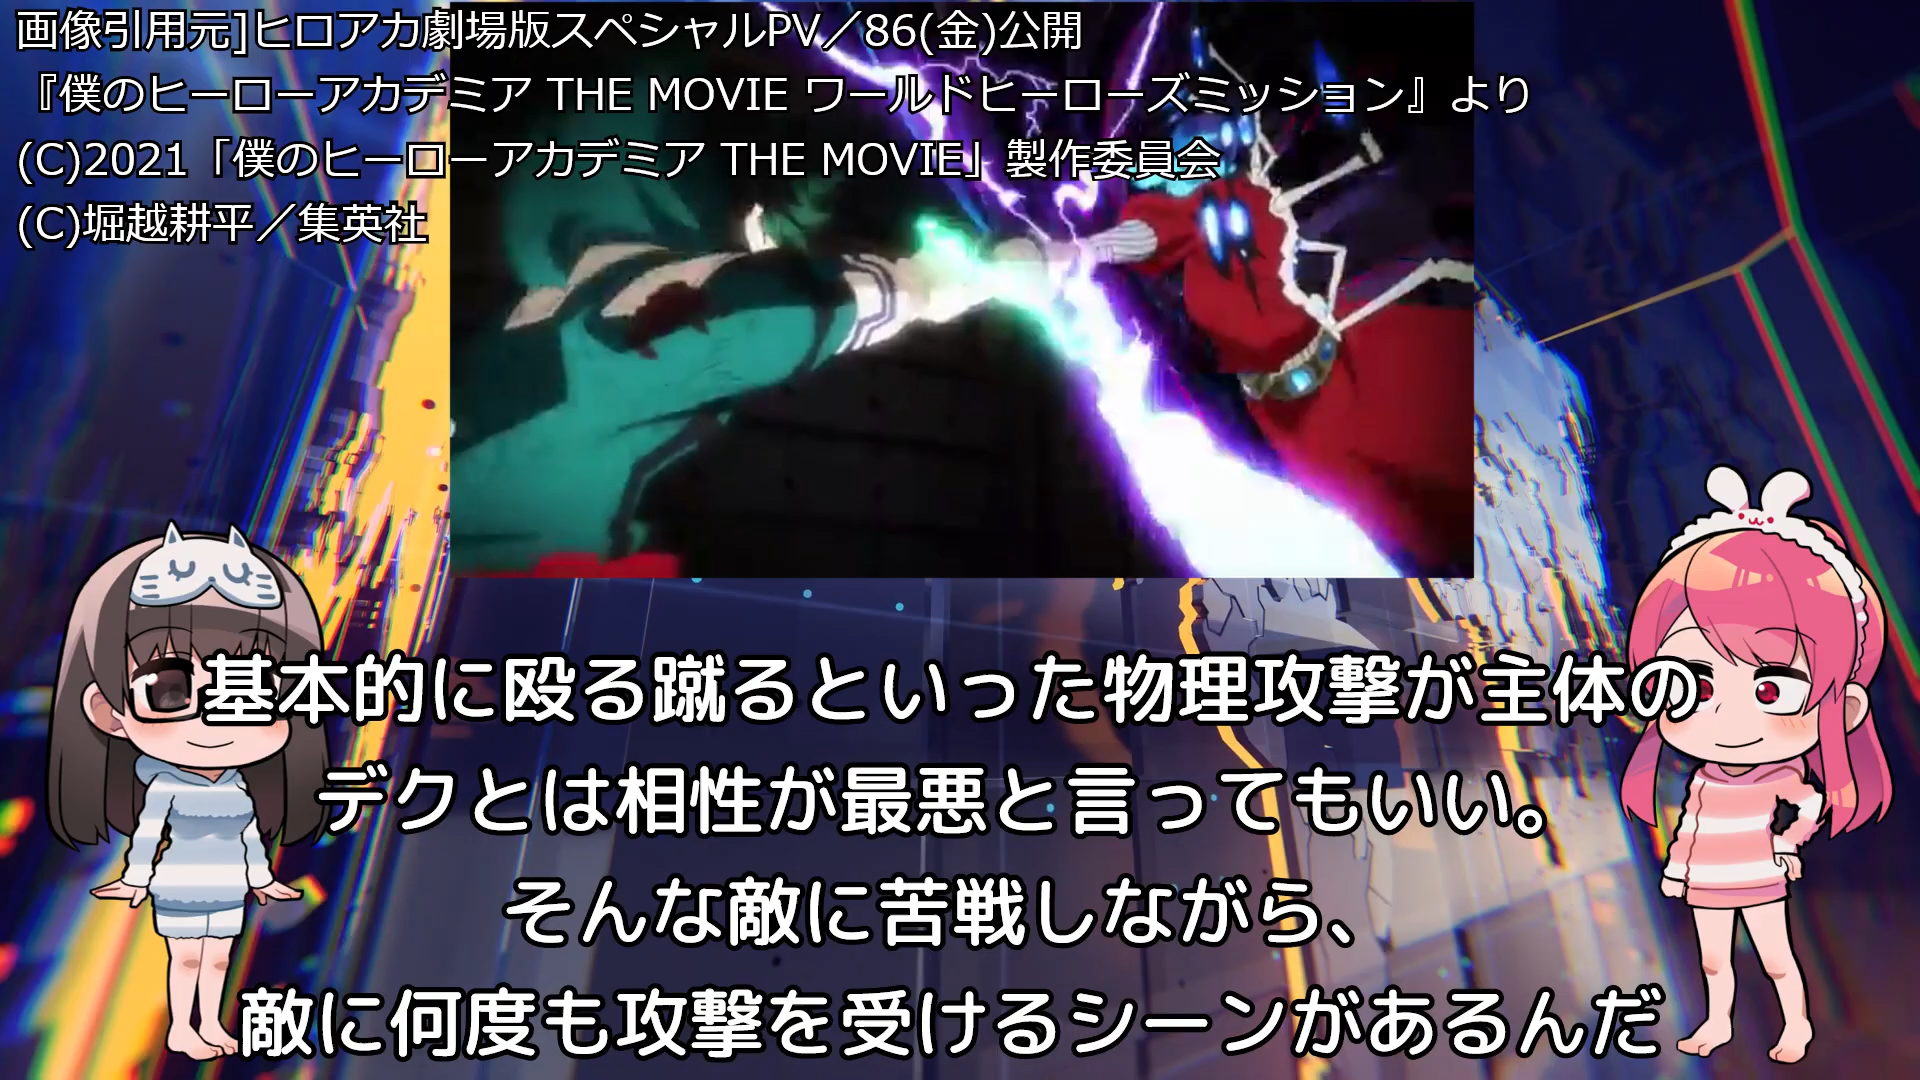 画像引用元]ヒロアカ劇場版スペシャルPV／86(金)公開
『僕のヒーローアカデミア THE MOVIE ワールドヒーローズミッション』より
(C)2021「僕のヒーローアカデミア THE MOVIE」製作委員会
(C)堀越耕平／集英社
基本的に殴る蹴るといった物理攻撃が主体の
デクとは相性が最悪と言ってもいい。
そんな敵に苦戦しながら、
敵に何度も攻撃を受けるシーンがあるんだ